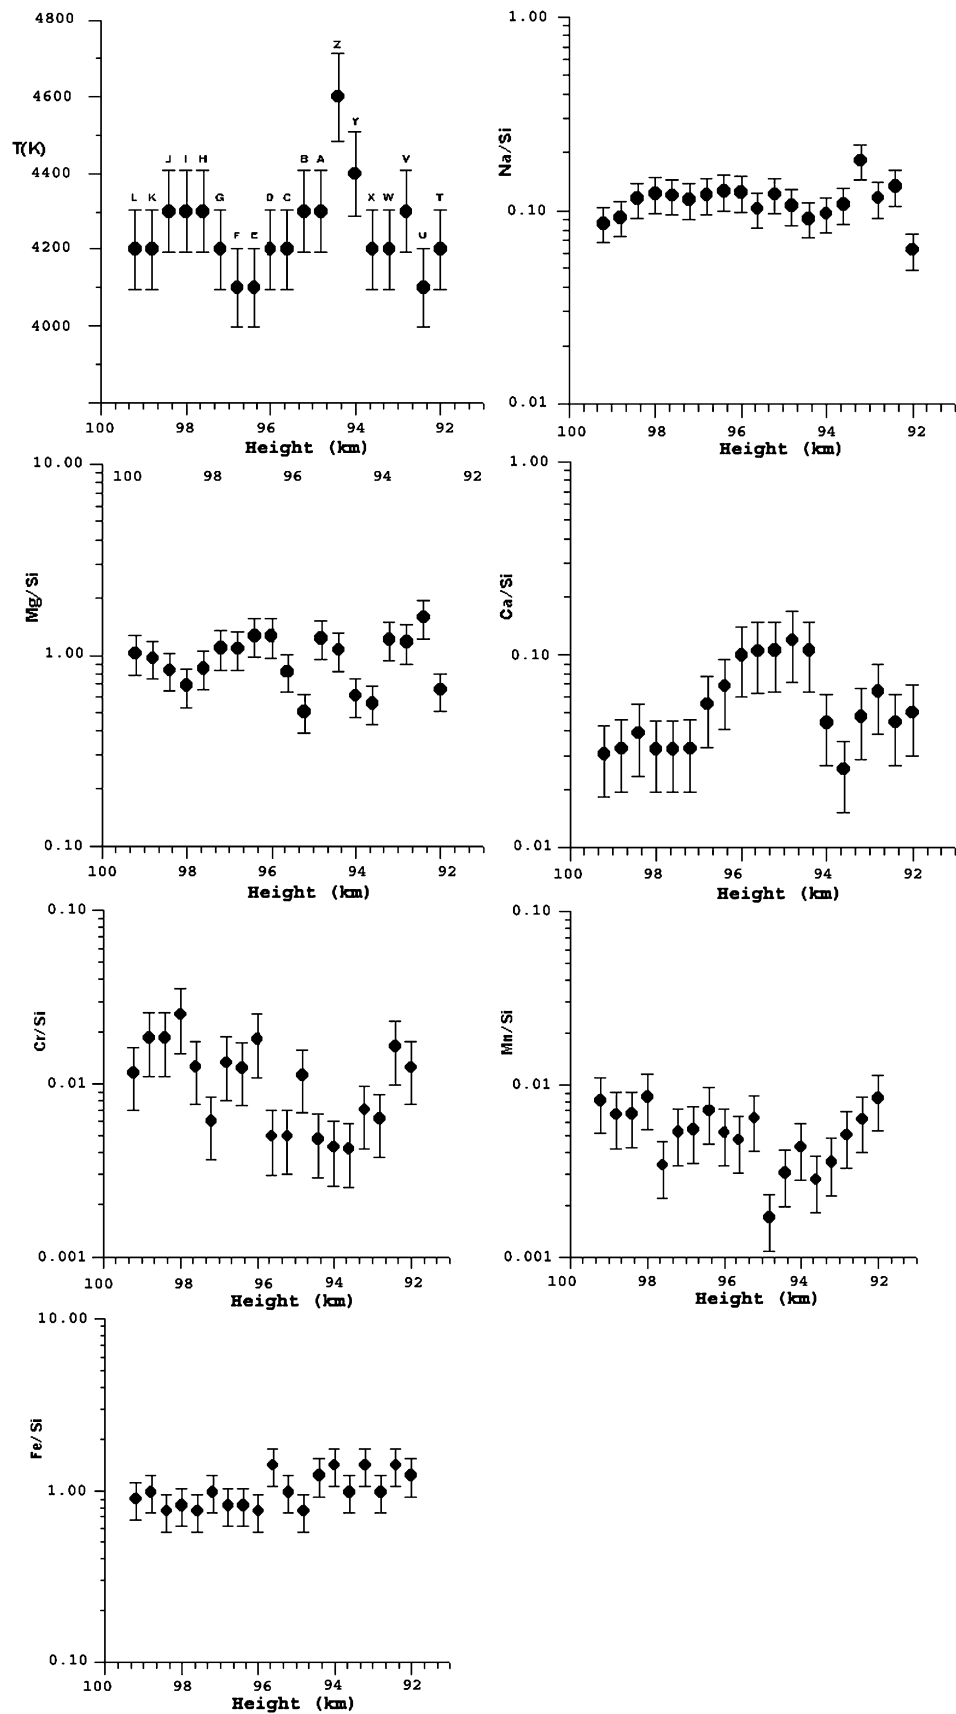 4800
4600
T(K)
4400
4200
4000
Z
Y
J I H B A V
L K G D C X W T
F E U
100 98 96 94 92
Height (km)
1.00
Na/Si
0.10
0.01
100 98 96 94 92
Height (km)
10.00
100 98 96 94 92
Mg/Si
1.00
0.10
100 98 96 94 92
Height (km)
1.00
Ca/Si
0.10
0.01
100 98 96 94 92
Height (km)
0.10
Cr/Si
0.01
0.001
100 98 96 94 92
Height (km)
0.10
Mn/Si
0.01
0.001
100 98 96 94 92
Height (km)
10.00
Fe/Si
1.00
0.10
100 98 96 94 92
Height (km)